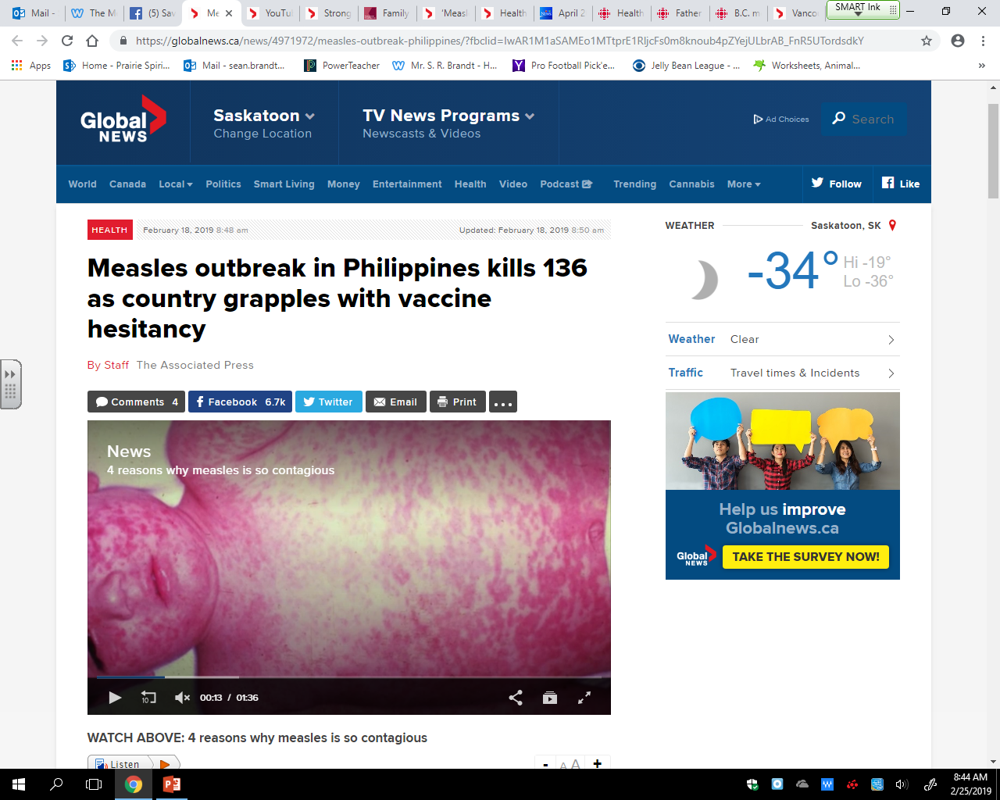 Mail -
The M
(5) Sav
Me
YouTu
Strong
Family
'Measl
Health
April 2
Health
Father
B.C. m
Vanco
SMART Ink
https://globalnews.ca/news/4971972/measles-outbreak-philippines/?fbclid=
Apps
Home - Prairie Spiri...
Mail - sean.brandt...
PowerTeacher
Mr. S. R. Brandt - H...
Pro Football Pick'e...
Jelly Bean League - ...
Worksheets, Animal...
»
Global NEWS
Saskatoon
Change Location
TV News Programs
Newscasts & Videos
Ad Choices
Search
World
Canada
Local
Politics
Smart Living
Money
Entertainment
Health
Video
Podcast
Trending
Cannabis
More
Follow
Like
HEALTH
February 18, 2019 8:48 am
Updated: February 18, 2019 8:50 am
Measles outbreak in Philippines kills 136
as country grapples with vaccine
hesitancy
By Staff The Associated Press
Comments 4
Facebook 6.7k
Twitter
Email
Print
...
News
4 reasons why measles is so contagious
10
00:13 / 01:36
WATCH ABOVE: 4 reasons why measles is so contagious
Listen
- A A +
WEATHER
Saskatoon, SK
-34°
Hi -19°
Lo -36°
Weather Clear
Traffic Travel times & Incidents
Help us improve
Globalnews.ca
Global NEWS
TAKE THE SURVEY NOW!
8:44 AM
2/25/2019